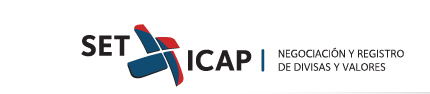 SET ICAP
NEGOCIACIÓN Y REGISTRO
DE DIVISAS Y VALORES